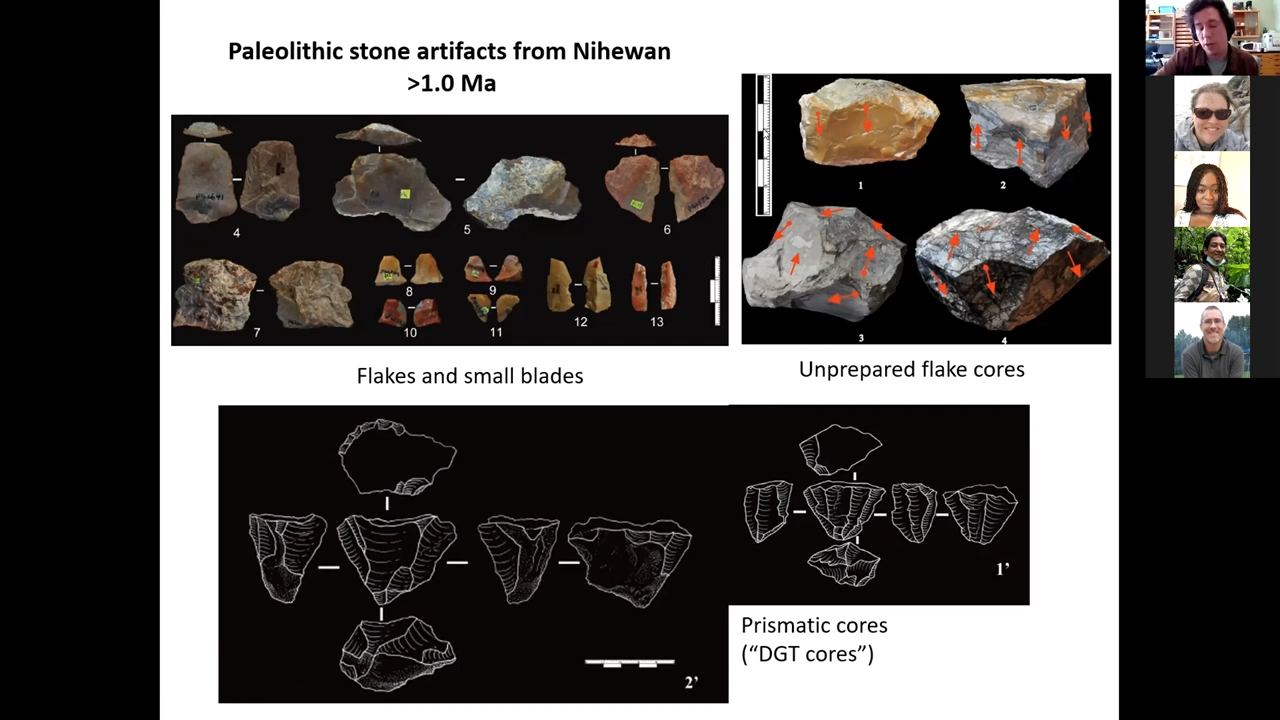 Paleolithic stone artifacts from Nihewan
>1.0 Ma
4
5
6
7
8
9
10
11
12
13
Flakes and small blades
1
2
3
4
Unprepared flake cores
2’
1’
Prismatic cores
(“DGT cores”)